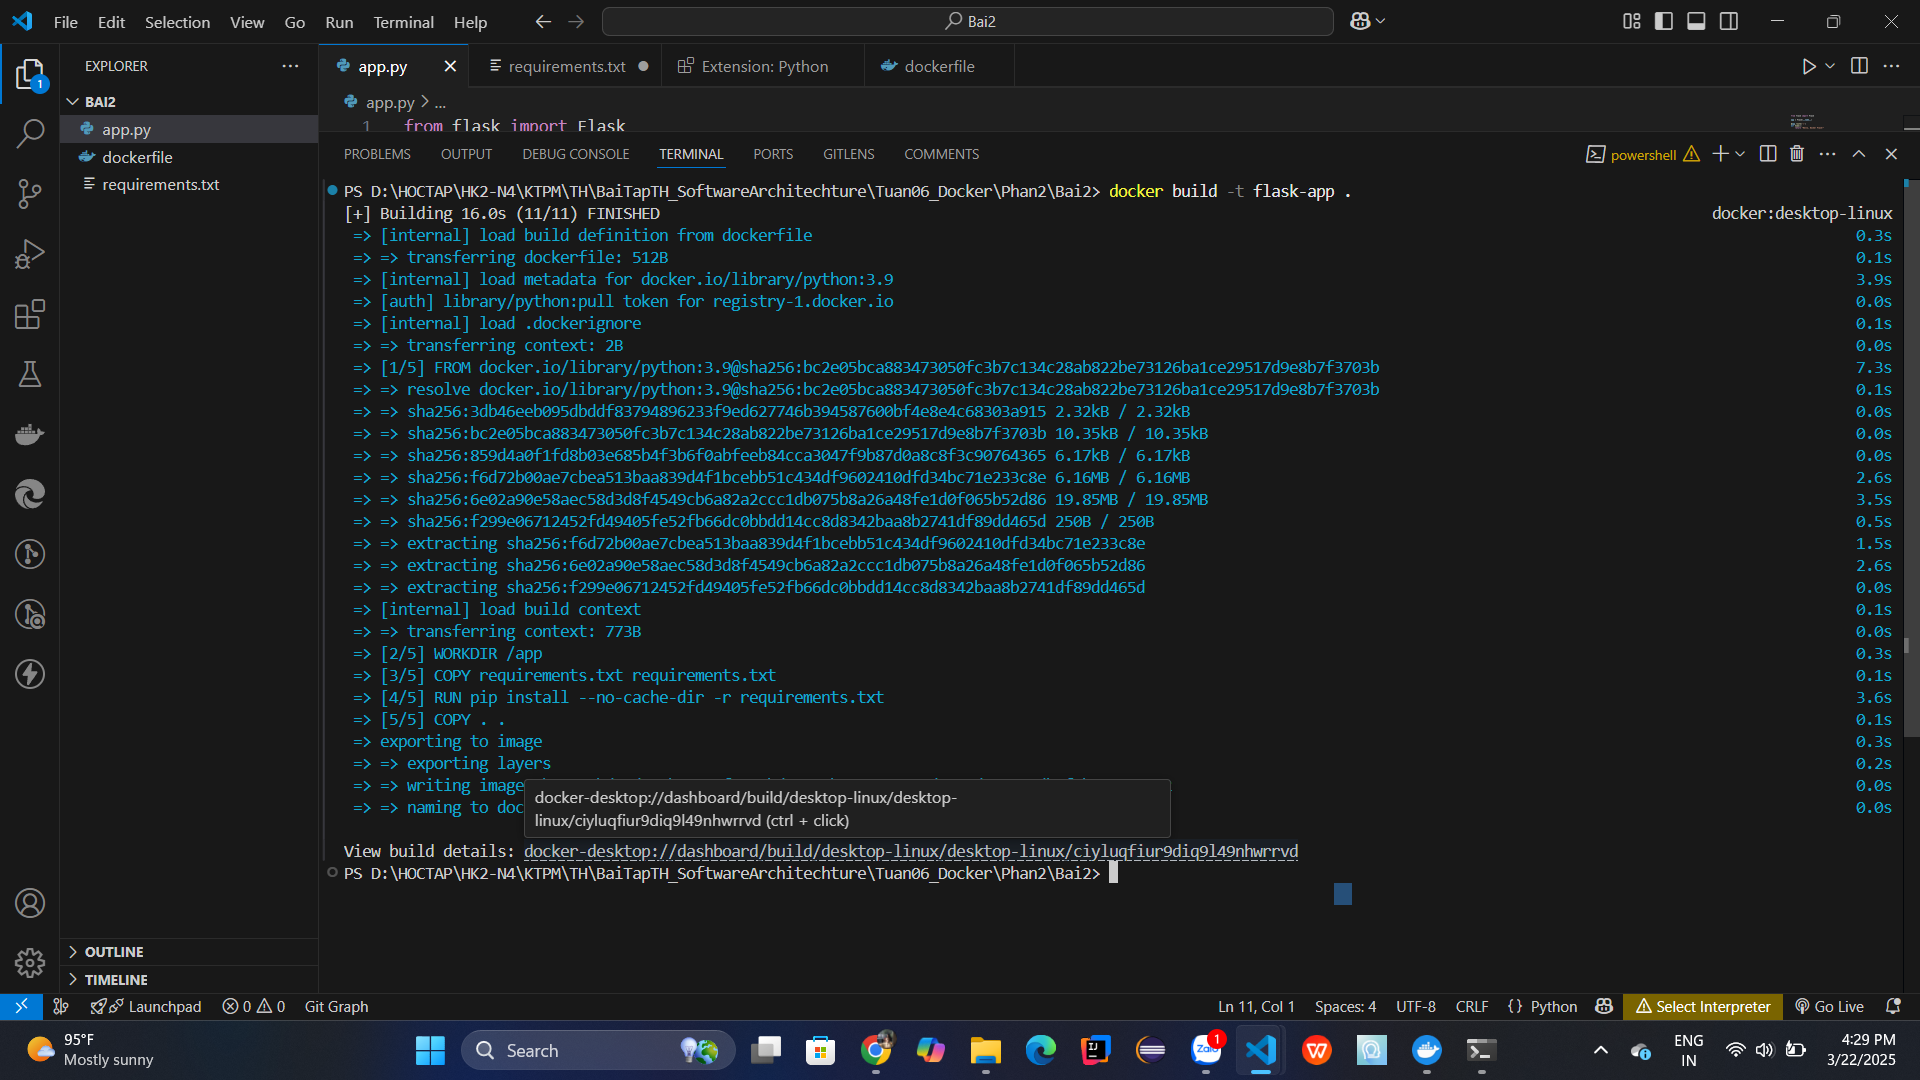 File Edit Selection View Go Run Terminal Help
Bai2
EXPLORER
BAI2
app.py
dockerfile
requirements.txt
OUTLINE
TIMELINE
app.py
requirements.txt
Extension: Python
dockerfile
app.py > ...
1 from flask import Flask
PROBLEMS OUTPUT DEBUG CONSOLE TERMINAL PORTS GITLENS COMMENTS
powershell
PS D:\HOCTAP\HK2-N4\KTPM\TH\BaiTapTH_SoftwareArchitechture\Tuan06_Docker\Phan2\Bai2> docker build -t flask-app .
[+] Building 16.0s (11/11) FINISHED docker:desktop-linux
=> [internal] load build definition from dockerfile 0.3s
=> => transferring dockerfile: 512B 0.1s
=> [internal] load metadata for docker.io/library/python:3.9 3.9s
=> [auth] library/python:pull token for registry-1.docker.io 0.0s
=> [internal] load .dockerignore 0.1s
=> => transferring context: 2B 0.0s
=> [1/5] FROM docker.io/library/python:3.9@sha256:bc2e05bca883473050fc3b7c134c28ab822be73126ba1ce29517d9e8b7f3703b 7.3s
=> => resolve docker.io/library/python:3.9@sha256:bc2e05bca883473050fc3b7c134c28ab822be73126ba1ce29517d9e8b7f3703b 0.1s
=> => sha256:3db46eeb095dbddf83794896233f9ed627746b394587600bf4e8e4c68303a915 2.32kB / 2.32kB 0.0s
=> => sha256:bc2e05bca883473050fc3b7c134c28ab822be73126ba1ce29517d9e8b7f3703b 10.35kB / 10.35kB 0.0s
=> => sha256:859d4a0f1fd8b03e685b4f3b6f0abfeeb84cca3047f9b87d0a8c8f3c90764365 6.17kB / 6.17kB 0.0s
=> => sha256:f6d72b00ae7cbea513baa839d4f1bcebb51c434df9602410dfd34bc71e233c8e 6.16MB / 6.16MB 2.6s
=> => sha256:6e02a90e58aec58d3d8f4549cb6a82a2ccc1db075b8a26a48fe1d0f065b52d86 19.85MB / 19.85MB 3.5s
=> => sha256:f299e06712452fd49405fe52fb66dc0bbdd14cc8d8342baa8b2741df89dd465d 250B / 250B 0.5s
=> => extracting sha256:f6d72b00ae7cbea513baa839d4f1bcebb51c434df9602410dfd34bc71e233c8e 1.5s
=> => extracting sha256:6e02a90e58aec58d3d8f4549cb6a82a2ccc1db075b8a26a48fe1d0f065b52d86 2.6s
=> => extracting sha256:f299e06712452fd49405fe52fb66dc0bbdd14cc8d8342baa8b2741df89dd465d 0.0s
=> [internal] load build context 0.1s
=> => transferring context: 773B 0.0s
=> [2/5] WORKDIR /app 0.3s
=> [3/5] COPY requirements.txt requirements.txt 0.1s
=> [4/5] RUN pip install --no-cache-dir -r requirements.txt 3.6s
=> [5/5] COPY . . 0.1s
=> exporting to image 0.3s
=> => exporting layers 0.2s
=> => writing image 0.0s
=> => naming to doc 0.0s
docker-desktop://dashboard/build/desktop-linux/desktop-
linux/ciyluqfiur9diq9l49nhwrrvd (ctrl + click)
View build details: docker-desktop://dashboard/build/desktop-linux/desktop-linux/ciyluqfiur9diq9l49nhwrrvd
PS D:\HOCTAP\HK2-N4\KTPM\TH\BaiTapTH_SoftwareArchitechture\Tuan06_Docker\Phan2\Bai2>
Launchpad 0 0 Git Graph Ln 11, Col 1 Spaces: 4 UTF-8 CRLF {} Python Select Interpreter Go Live
95°F
Mostly sunny
Search
Zalo
1
ENG
IN
4:29 PM
3/22/2025